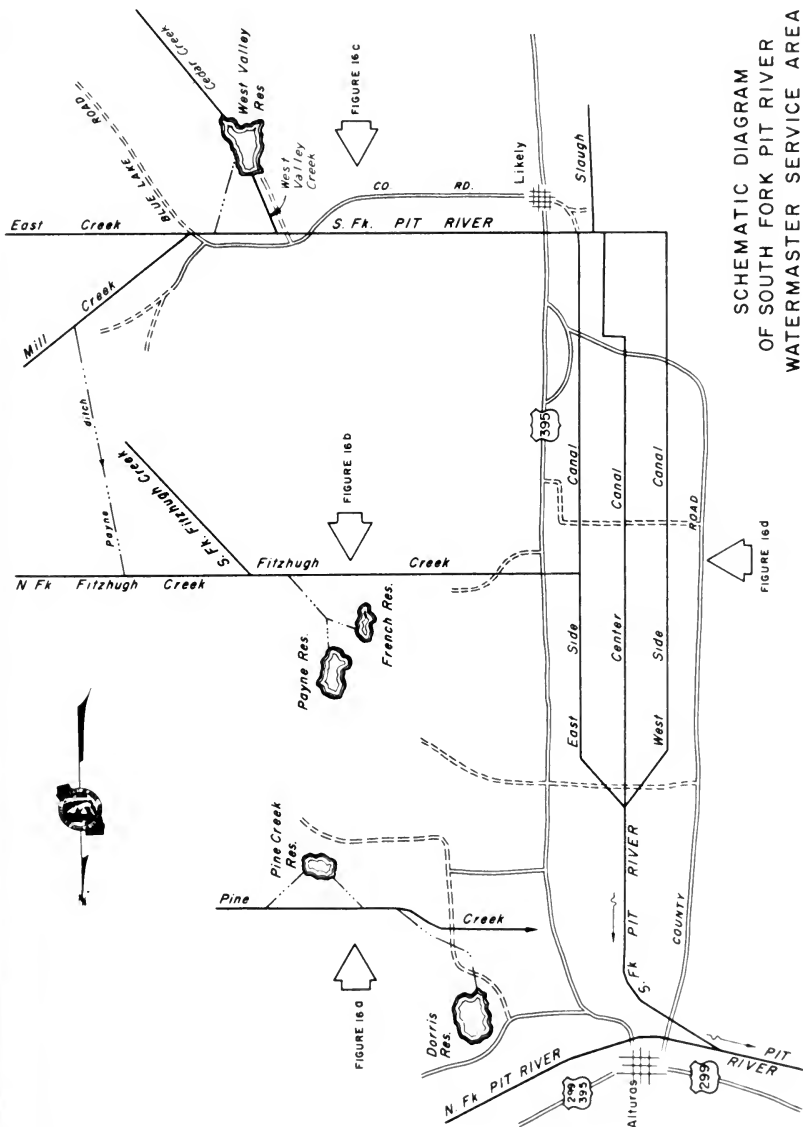 Cedar Creek
BLUE LAKE ROAD
West Valley
Res.
West
Valley
Creek
FIGURE 16c
East Creek
S. Fk. PIT RIVER
CO. RD.
Likely
Slough
Mill Creek
Payne ditch
S. Fk. Fitzhugh Creek
FIGURE 16b
N Fk Fitzhugh Creek
Fitzhugh Creek
Payne Res.
French Res.
395
East Side Canal
Center Canal
West Side Canal
ROAD
FIGURE 16d
Pine Creek
Res.
Pine Creek
FIGURE 16a
Dorris
Res.
S. Fk PIT RIVER
COUNTY
N. Fk PIT RIVER
PIT
RIVER
299
395
Alturas
299
SCHEMATIC DIAGRAM
OF SOUTH FORK PIT RIVER
WATERMASTER SERVICE AREA